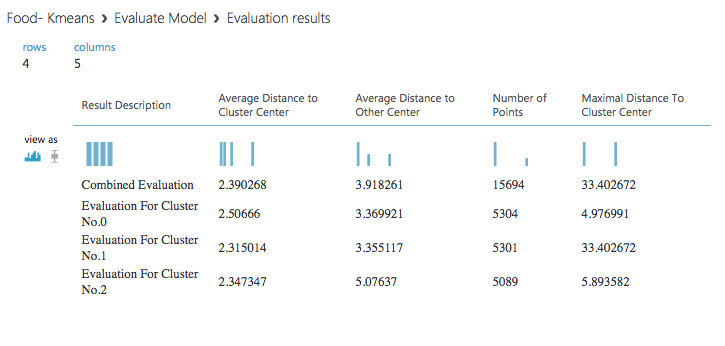 Food- Kmeans › Evaluate Model › Evaluation results
rows columns
4 5
Result Description Average Distance to Cluster Center Average Distance to Other Center Number of Points Maximal Distance To Cluster Center
view as
Combined Evaluation 2.390268 3.918261 15694 33.402672
Evaluation For Cluster No.0 2.50666 3.369921 5304 4.976991
Evaluation For Cluster No.1 2.315014 3.355117 5301 33.402672
Evaluation For Cluster No.2 2.347347 5.07637 5089 5.893582